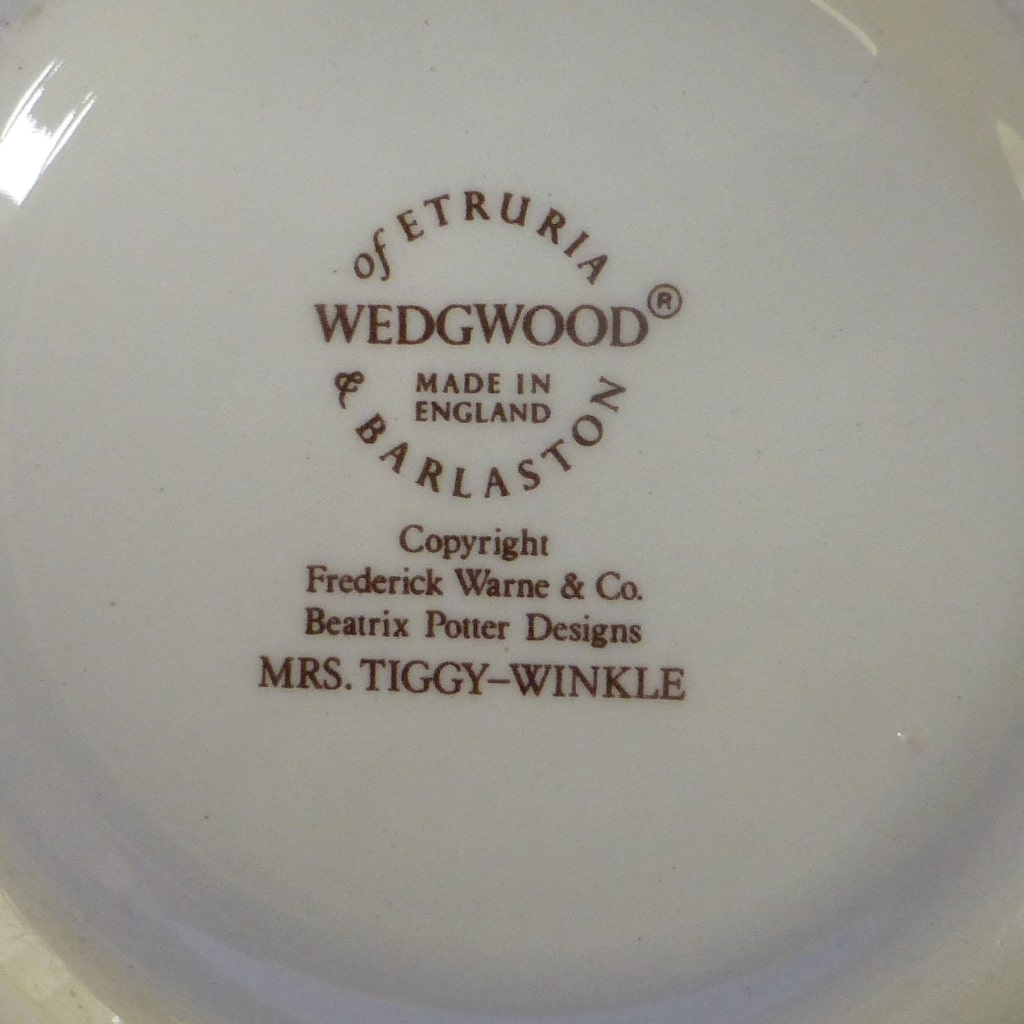 of ETRURIA
WEDGWOOD®
MADE IN
ENGLAND
& BARLASTON
Copyright
Frederick Warne & Co.
Beatrix Potter Designs
MRS. TIGGY–WINKLE